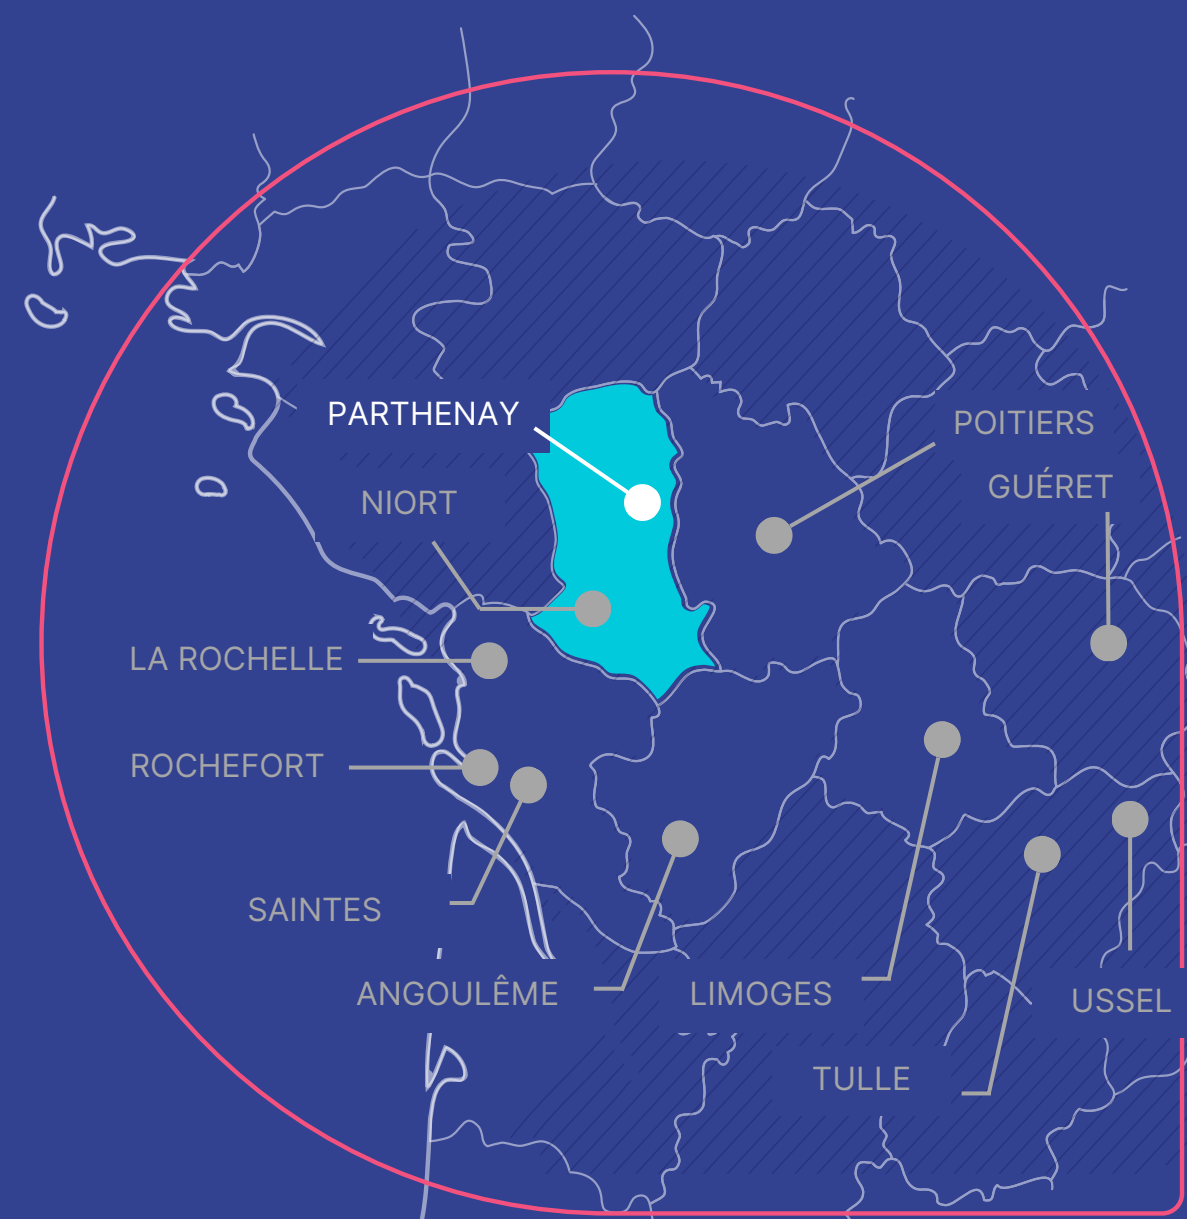 PARTHENAY
POITIERS
GUÉRET
NIORT
LA ROCHELLE
ROCHEFORT
SAINTES
ANGOULÊME
LIMOGES
USSEL
TULLE